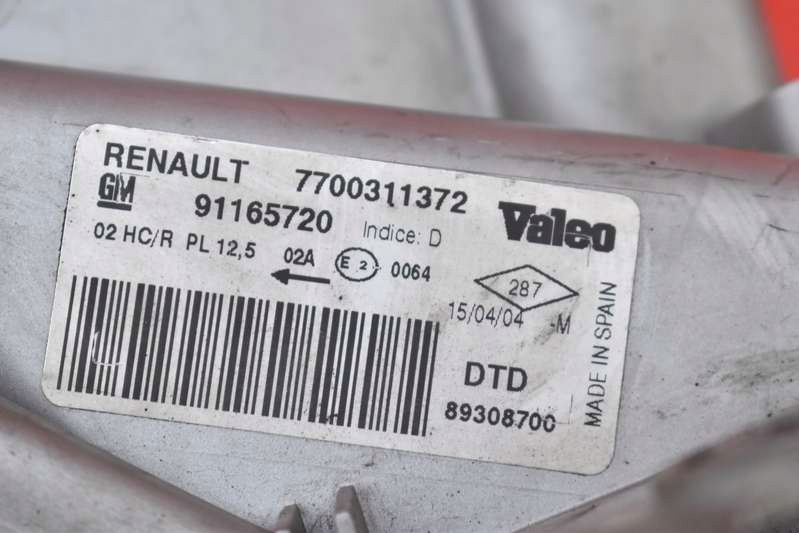 RENAULT 7700311372
GM 91165720 Indice: D Valeo
02 HC/R PL 12,5 02A E 2 0064
287
15/04/04 -M
DTD
89308700
MADE IN SPAIN